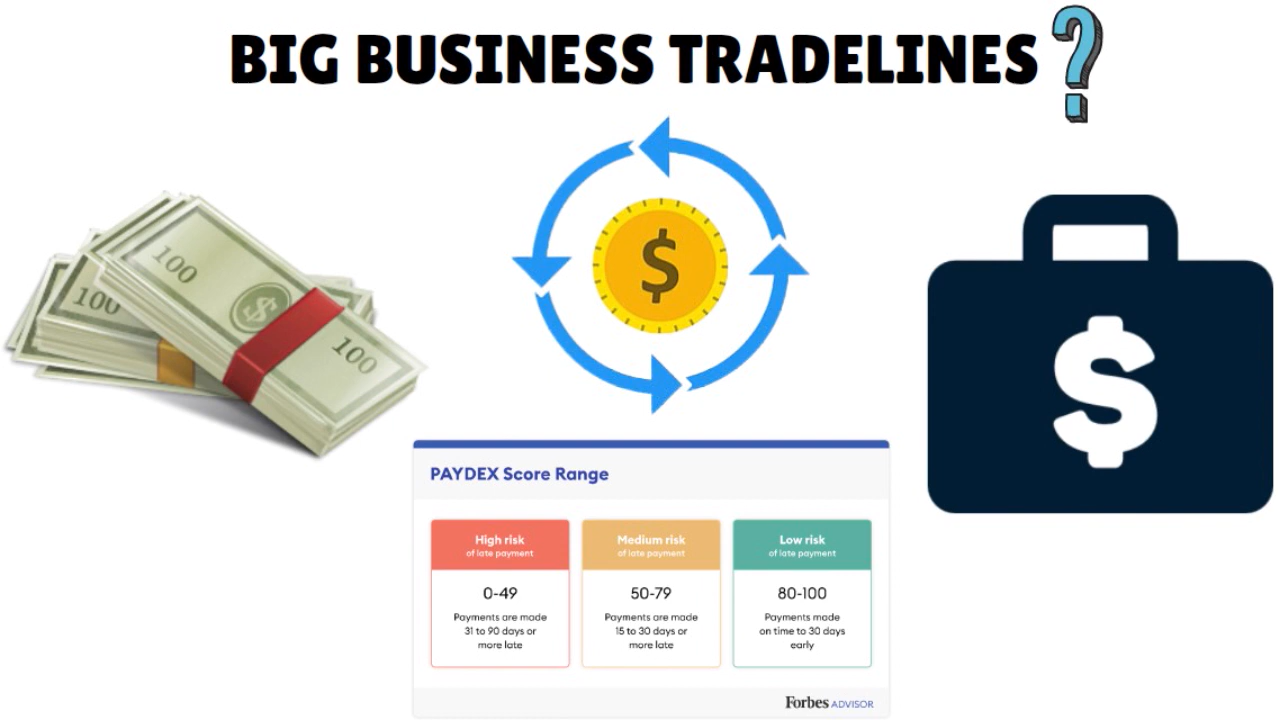 BIG BUSINESS TRADELINES?
100
100
100
$
$
$
PAYDEX Score Range
High risk
of late payment
0-49
Payments are made
31 to 90 days or
more late
Medium risk
of late payment
50-79
Payments are made
15 to 30 days or
more late
Low risk
of late payment
80-100
Payments made
on time to 30 days
early
Forbes ADVISOR